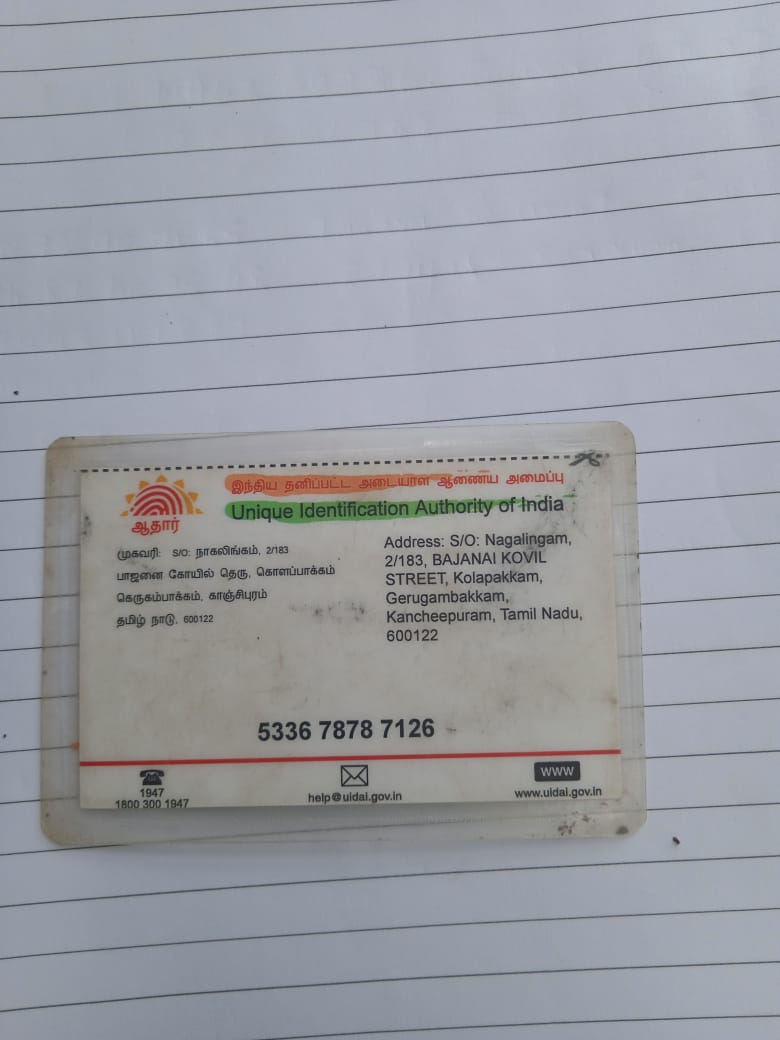 இந்திய தனிப்பட்ட அடையாள ஆணைய அமைப்பு
Unique Identification Authority of India
ஆதார்
முகவரி: S/O: நாகலிங்கம், 2/183
பாஜனை கோயில் தெரு, கொளப்பாக்கம்
கெருகம்பாக்கம், காஞ்சிபுரம்
தமிழ் நாடு, 600122
Address: S/O: Nagalingam,
2/183, BAJANAI KOVIL
STREET, Kolapakkam,
Gerugambakkam,
Kancheepuram, Tamil Nadu,
600122
5336 7878 7126
1947
1800 300 1947
help@uidai.gov.in
WWW
www.uidai.gov.in